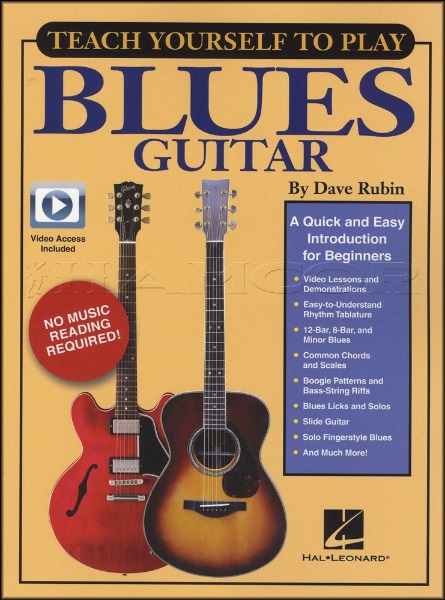 TEACH YOURSELF TO PLAY
BLUES
GUITAR
By Dave Rubin
Video Access
Included
NO MUSIC
READING
REQUIRED!
A Quick and Easy
Introduction
for Beginners
• Video Lessons and
Demonstrations
• Easy-to-Understand
Rhythm Tablature
• 12-Bar, 8-Bar, and
Minor Blues
• Common Chords
and Scales
• Boogie Patterns and
Bass-String Riffs
• Blues Licks and Solos
• Slide Guitar
• Solo Fingerstyle Blues
• And Much More!
Gibson
HAL•LEONARD®